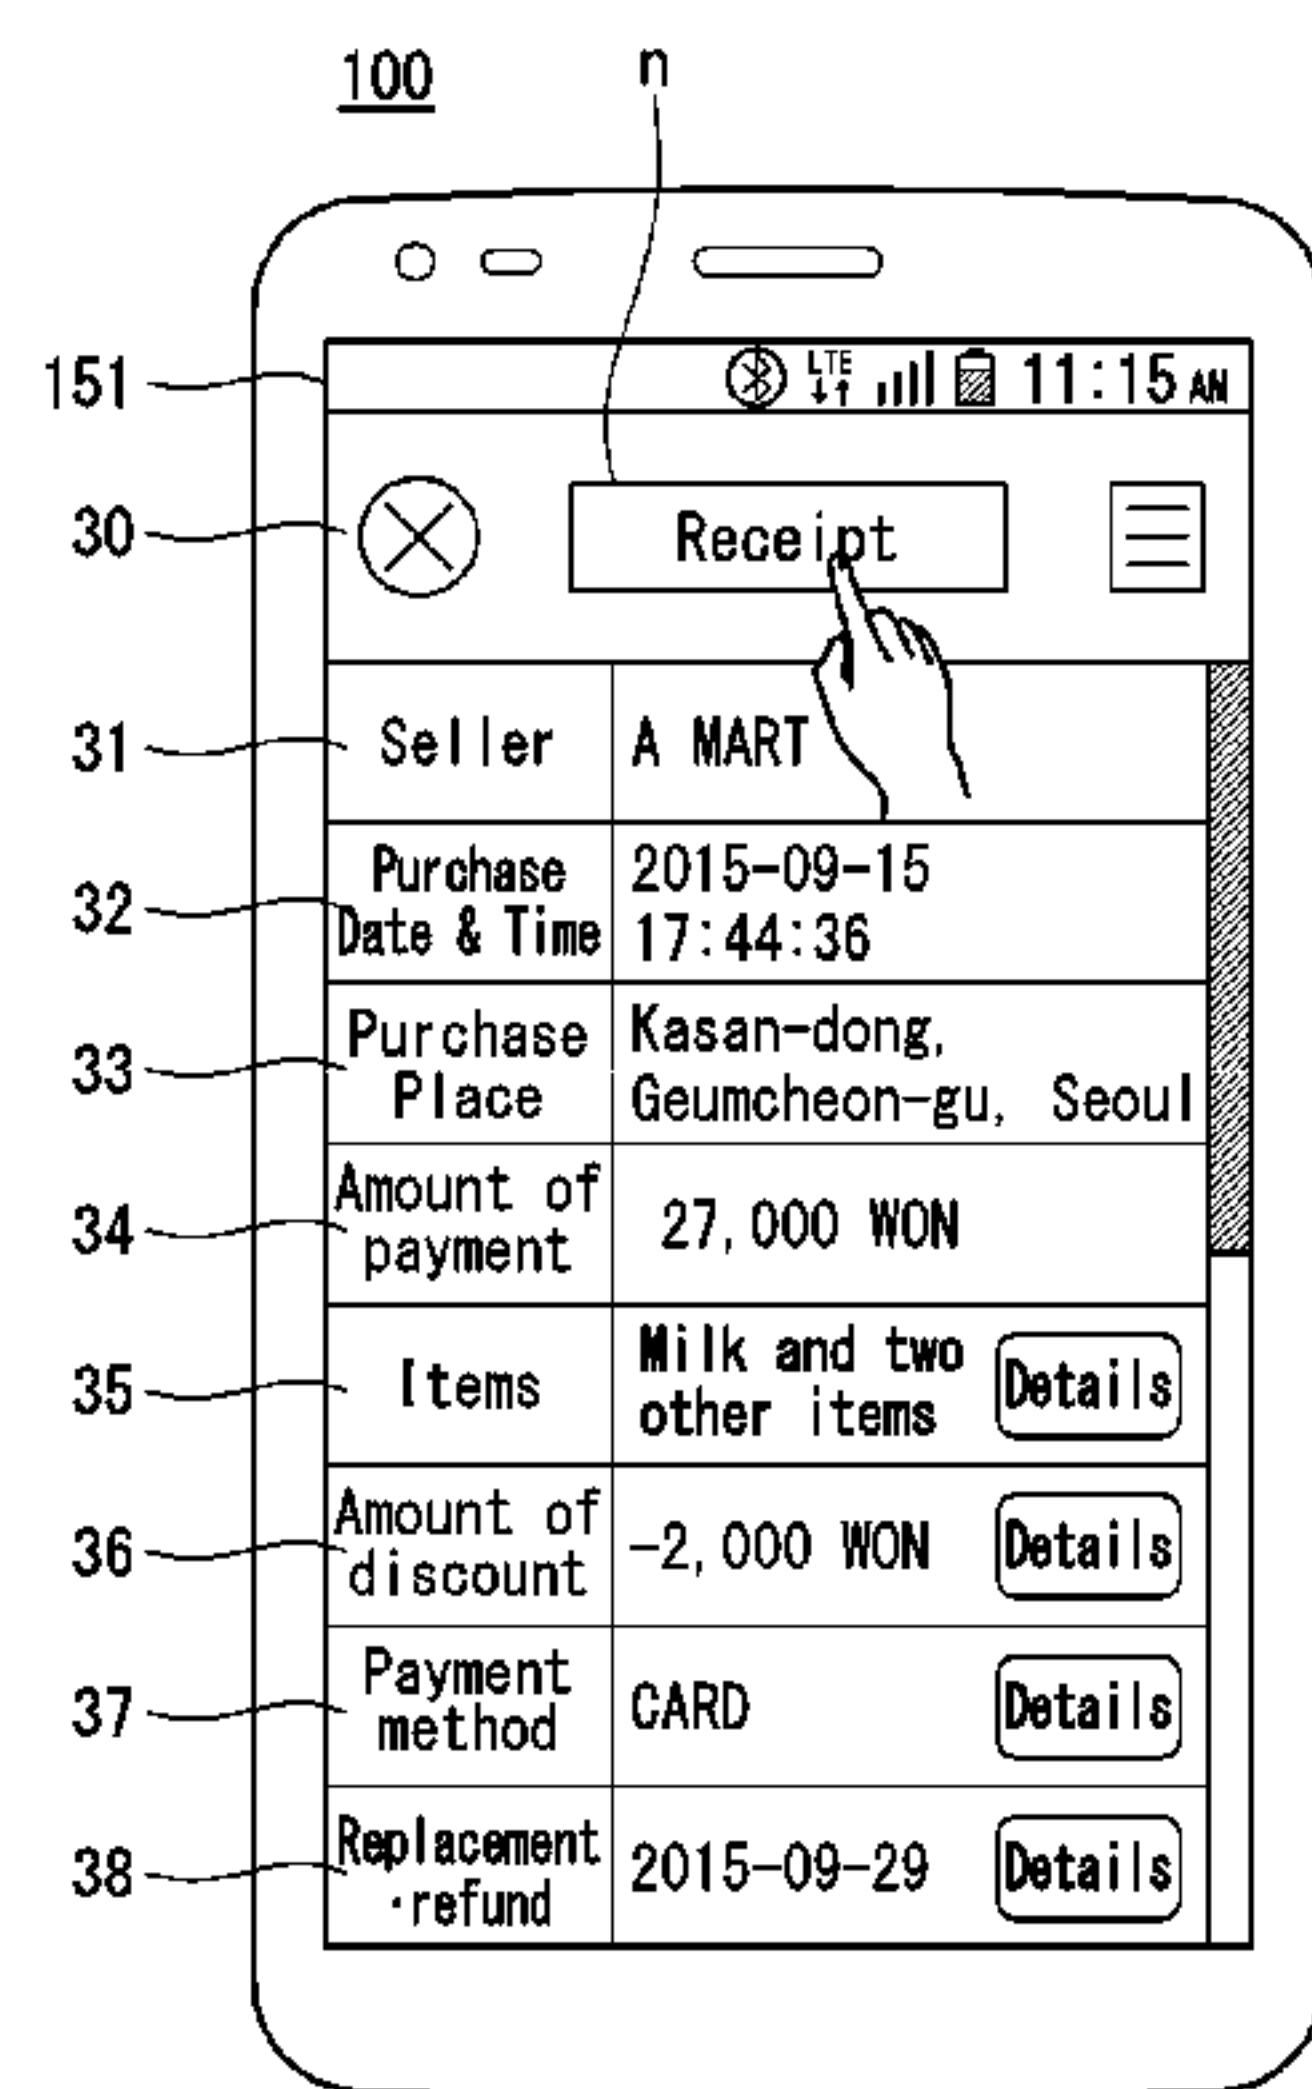 100
n
151
LTE
11:15 AM
30
Receipt
31
Seller
A MART
32
Purchase
Date & Time
2015-09-15
17:44:36
33
Purchase
Place
Kasan-dong,
Geumcheon-gu, Seoul
34
Amount of
payment
27,000 WON
35
Items
Milk and two
other items
Details
36
Amount of
discount
-2,000 WON
Details
37
Payment
method
CARD
Details
38
Replacement
·refund
2015-09-29
Details